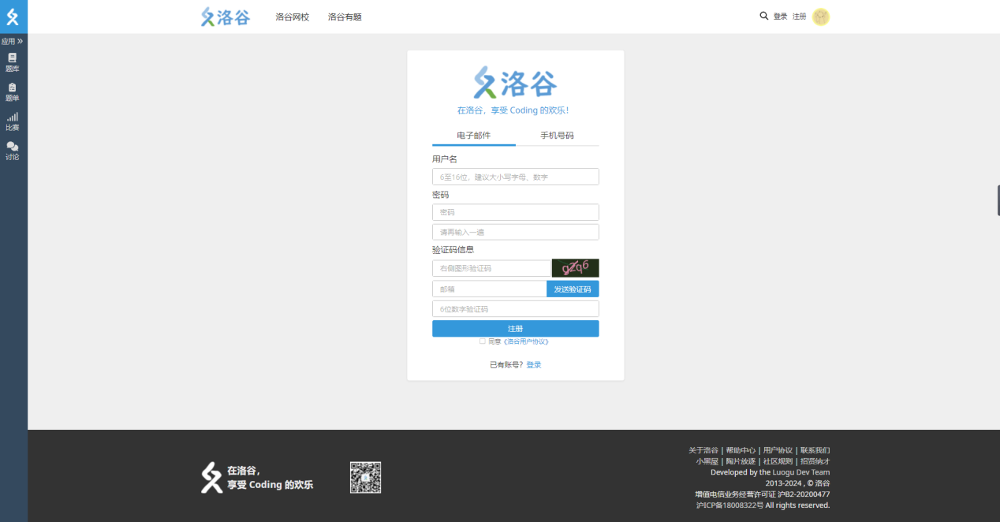 洛谷
洛谷网校
洛谷有题
登录
注册
应用
题库
题单
比赛
讨论
洛谷
在洛谷，享受 Coding 的欢乐！
电子邮件
手机号码
用户名
6至16位，建议大小写字母、数字
密码
密码
请再输入一遍
验证码信息
右侧图形验证码
gzq6
邮箱
发送验证码
6位数字验证码
注册
同意《洛谷用户协议》
已有账号？登录
在洛谷，
享受 Coding 的欢乐
关于洛谷 | 帮助中心 | 用户协议 | 联系我们
小黑屋 | 陶片放逐 | 社区规则 | 招贤纳才
Developed by the Luogu Dev Team
2013-2024 , © 洛谷
增值电信业务经营许可证 沪B2-20200477
沪ICP备18008322号 All rights reserved.